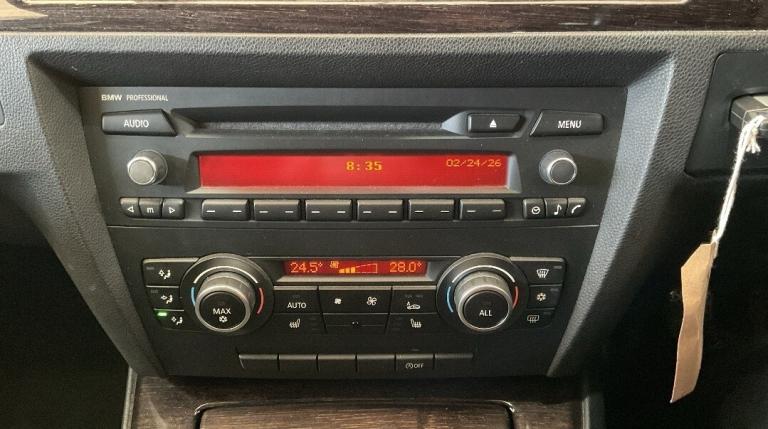 BMW PROFESSIONAL
AUDIO
MENU
8:35
02/24/26
m
24.5°
28.0°
MAX
AUTO
ALL
OFF